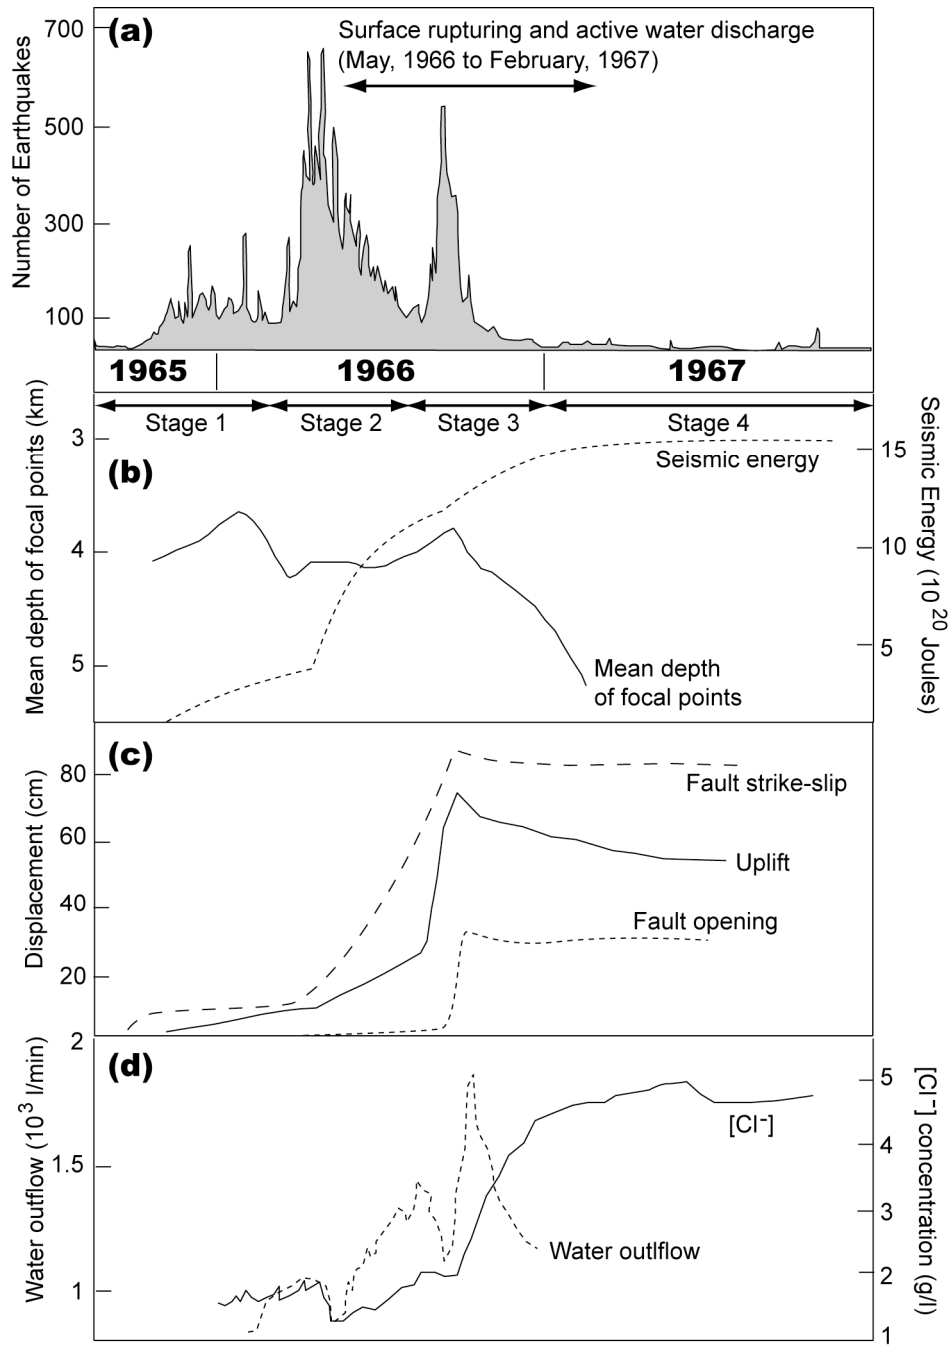 (a)
Surface rupturing and active water discharge
(May, 1966 to February, 1967)
Number of Earthquakes
700
500
300
100
1965
1966
1967
Stage 1
Stage 2
Stage 3
Stage 4
(b)
Mean depth of focal points (km)
3
4
5
Seismic energy
Mean depth
of focal points
15
10
5
Seismic Energy (10 20 Joules)
(c)
Displacement (cm)
80
60
40
20
Fault strike-slip
Uplift
Fault opening
(d)
Water outflow (10 3 l/min)
2
1.5
1
[Cl-]
Water outlflow
5
4
3
2
1
[Cl-] concentration (g/l)